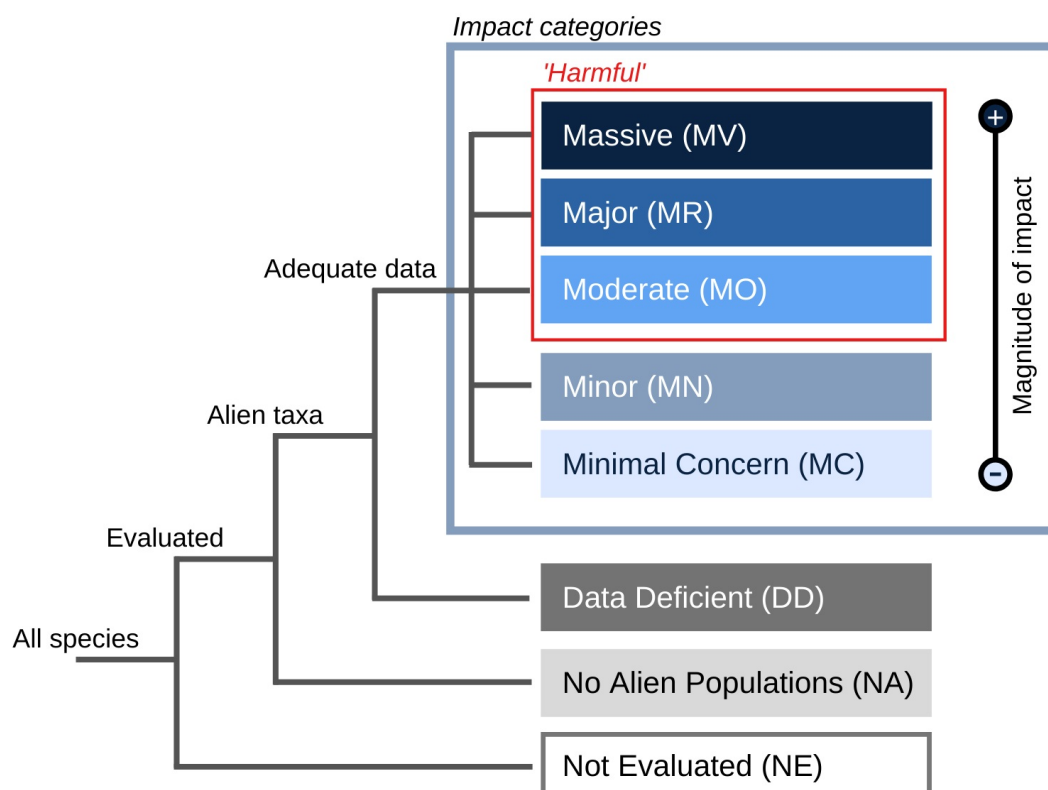 Impact categories
'Harmful'
Massive (MV)
+
Major (MR)
Adequate data
Moderate (MO)
Magnitude of impact
Minor (MN)
Alien taxa
Minimal Concern (MC)
-
Evaluated
Data Deficient (DD)
All species
No Alien Populations (NA)
Not Evaluated (NE)